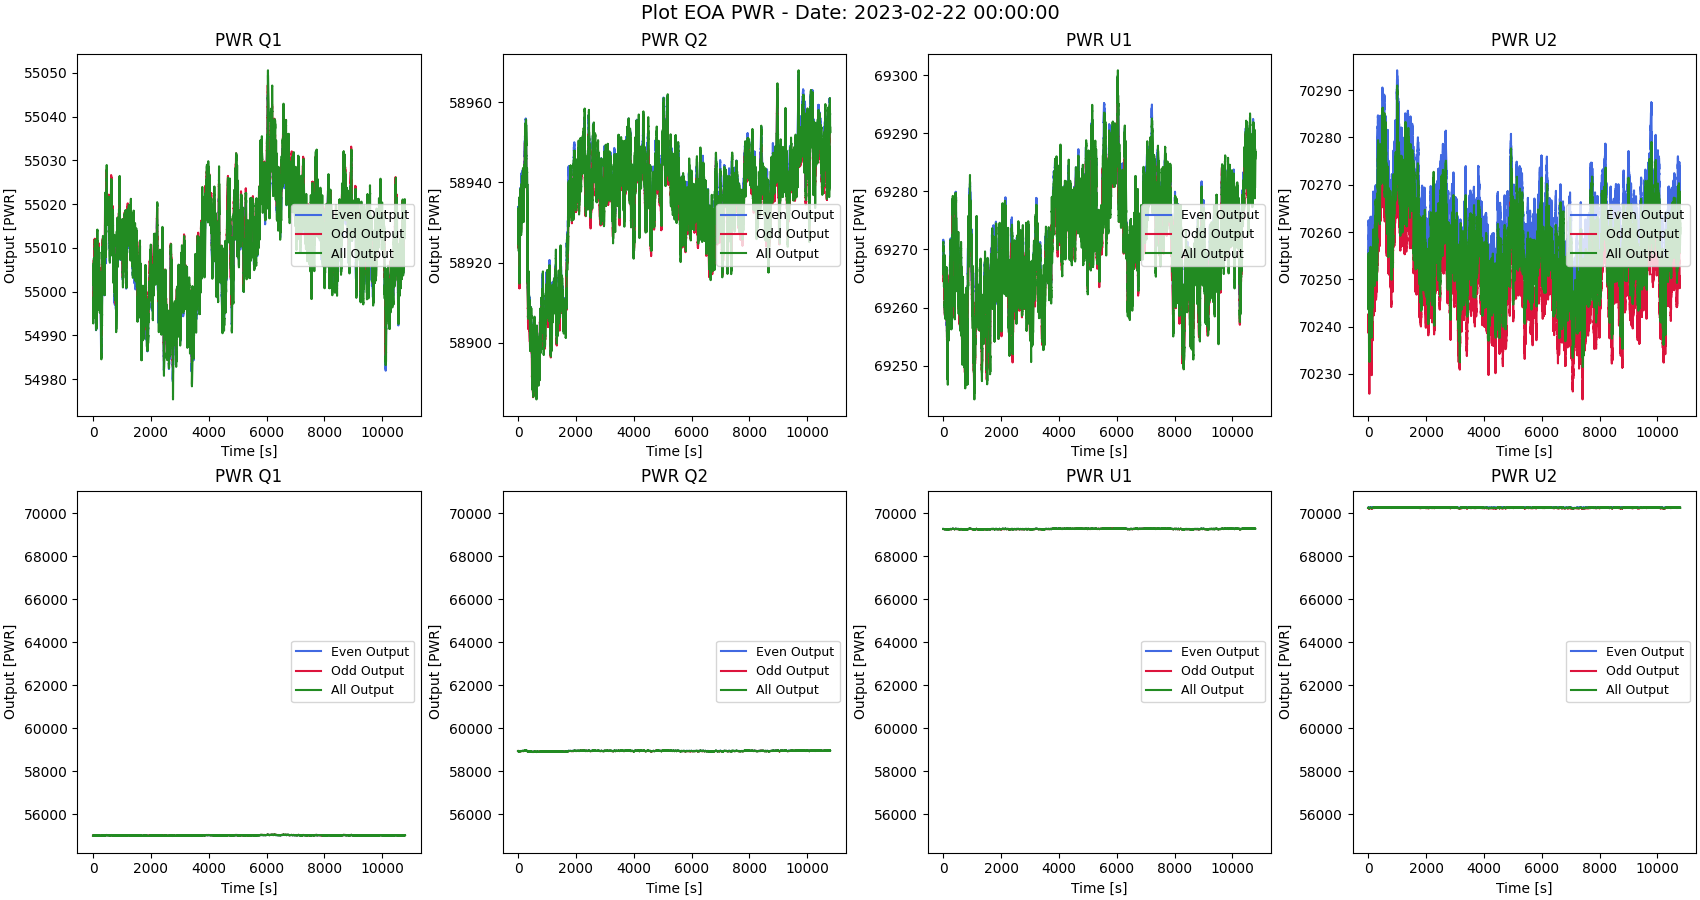 Plot EOA PWR - Date: 2023-02-22 00:00:00
PWR Q1
55050
55040
55030
55020
55010
55000
54990
54980
0 2000 4000 6000 8000 10000
Time [s]
Output [PWR]
Even Output
Odd Output
All Output
PWR Q2
58960
58940
58920
58900
0 2000 4000 6000 8000 10000
Time [s]
Output [PWR]
Even Output
Odd Output
All Output
PWR U1
69300
69290
69280
69270
69260
69250
0 2000 4000 6000 8000 10000
Time [s]
Output [PWR]
Even Output
Odd Output
All Output
PWR U2
70290
70280
70270
70260
70250
70240
70230
0 2000 4000 6000 8000 10000
Time [s]
Output [PWR]
Even Output
Odd Output
All Output
PWR Q1
70000
68000
66000
64000
62000
60000
58000
56000
0 2000 4000 6000 8000 10000
Time [s]
Output [PWR]
Even Output
Odd Output
All Output
PWR Q2
70000
68000
66000
64000
62000
60000
58000
56000
0 2000 4000 6000 8000 10000
Time [s]
Output [PWR]
Even Output
Odd Output
All Output
PWR U1
70000
68000
66000
64000
62000
60000
58000
56000
0 2000 4000 6000 8000 10000
Time [s]
Output [PWR]
Even Output
Odd Output
All Output
PWR U2
70000
68000
66000
64000
62000
60000
58000
56000
0 2000 4000 6000 8000 10000
Time [s]
Output [PWR]
Even Output
Odd Output
All Output